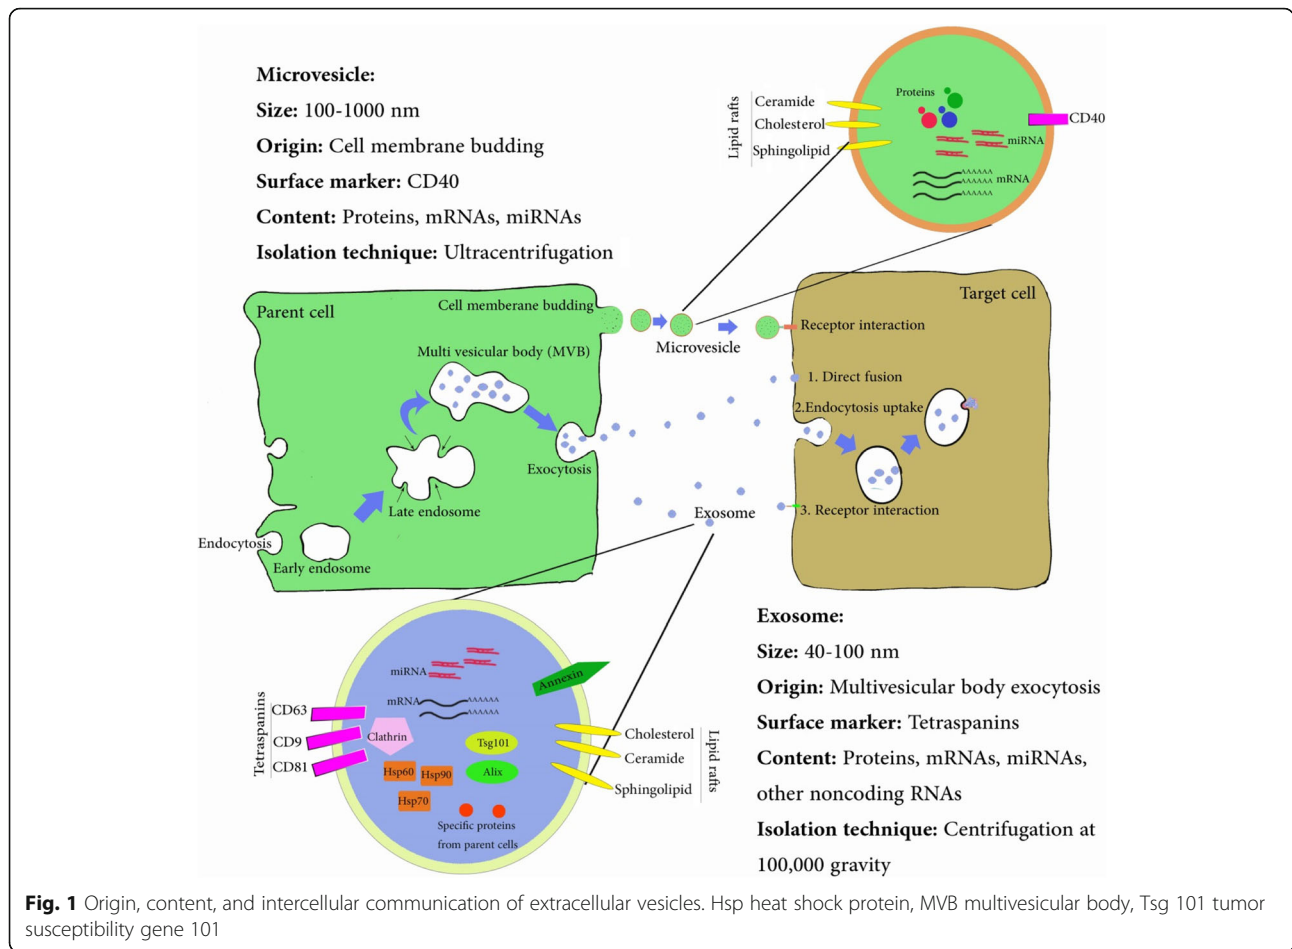 Microvesicle:
Size: 100-1000 nm
Origin: Cell membrane budding
Surface marker: CD40
Content: Proteins, mRNAs, miRNAs
Isolation technique: Ultracentrifugation
Lipid rafts
Ceramide
Cholesterol
Sphingolipid
Proteins
CD40
miRNA
AAAAAA
AAAAAA mRNA
AAAAAA
Parent cell
Cell membrane budding
Microvesicle
Target cell
Receptor interaction
Multi vesicular body (MVB)
1. Direct fusion
2.Endocytosis uptake
Exocytosis
Late endosome
Exosome
3. Receptor interaction
Endocytosis
Early endosome
miRNA
mRNA AAAAAA
AAAAAA
Annexin
Tetraspanins
CD63
CD9
CD81
Clathrin
Tsg101
Alix
Hsp60
Hsp90
Hsp70
Specific proteins
from parent cells
Cholesterol
Ceramide
Sphingolipid
Lipid rafts
Exosome:
Size: 40-100 nm
Origin: Multivesicular body exocytosis
Surface marker: Tetraspanins
Content: Proteins, mRNAs, miRNAs,
other noncoding RNAs
Isolation technique: Centrifugation at
100,000 gravity
Fig. 1 Origin, content, and intercellular communication of extracellular vesicles. Hsp heat shock protein, MVB multivesicular body, Tsg 101 tumor
susceptibility gene 101